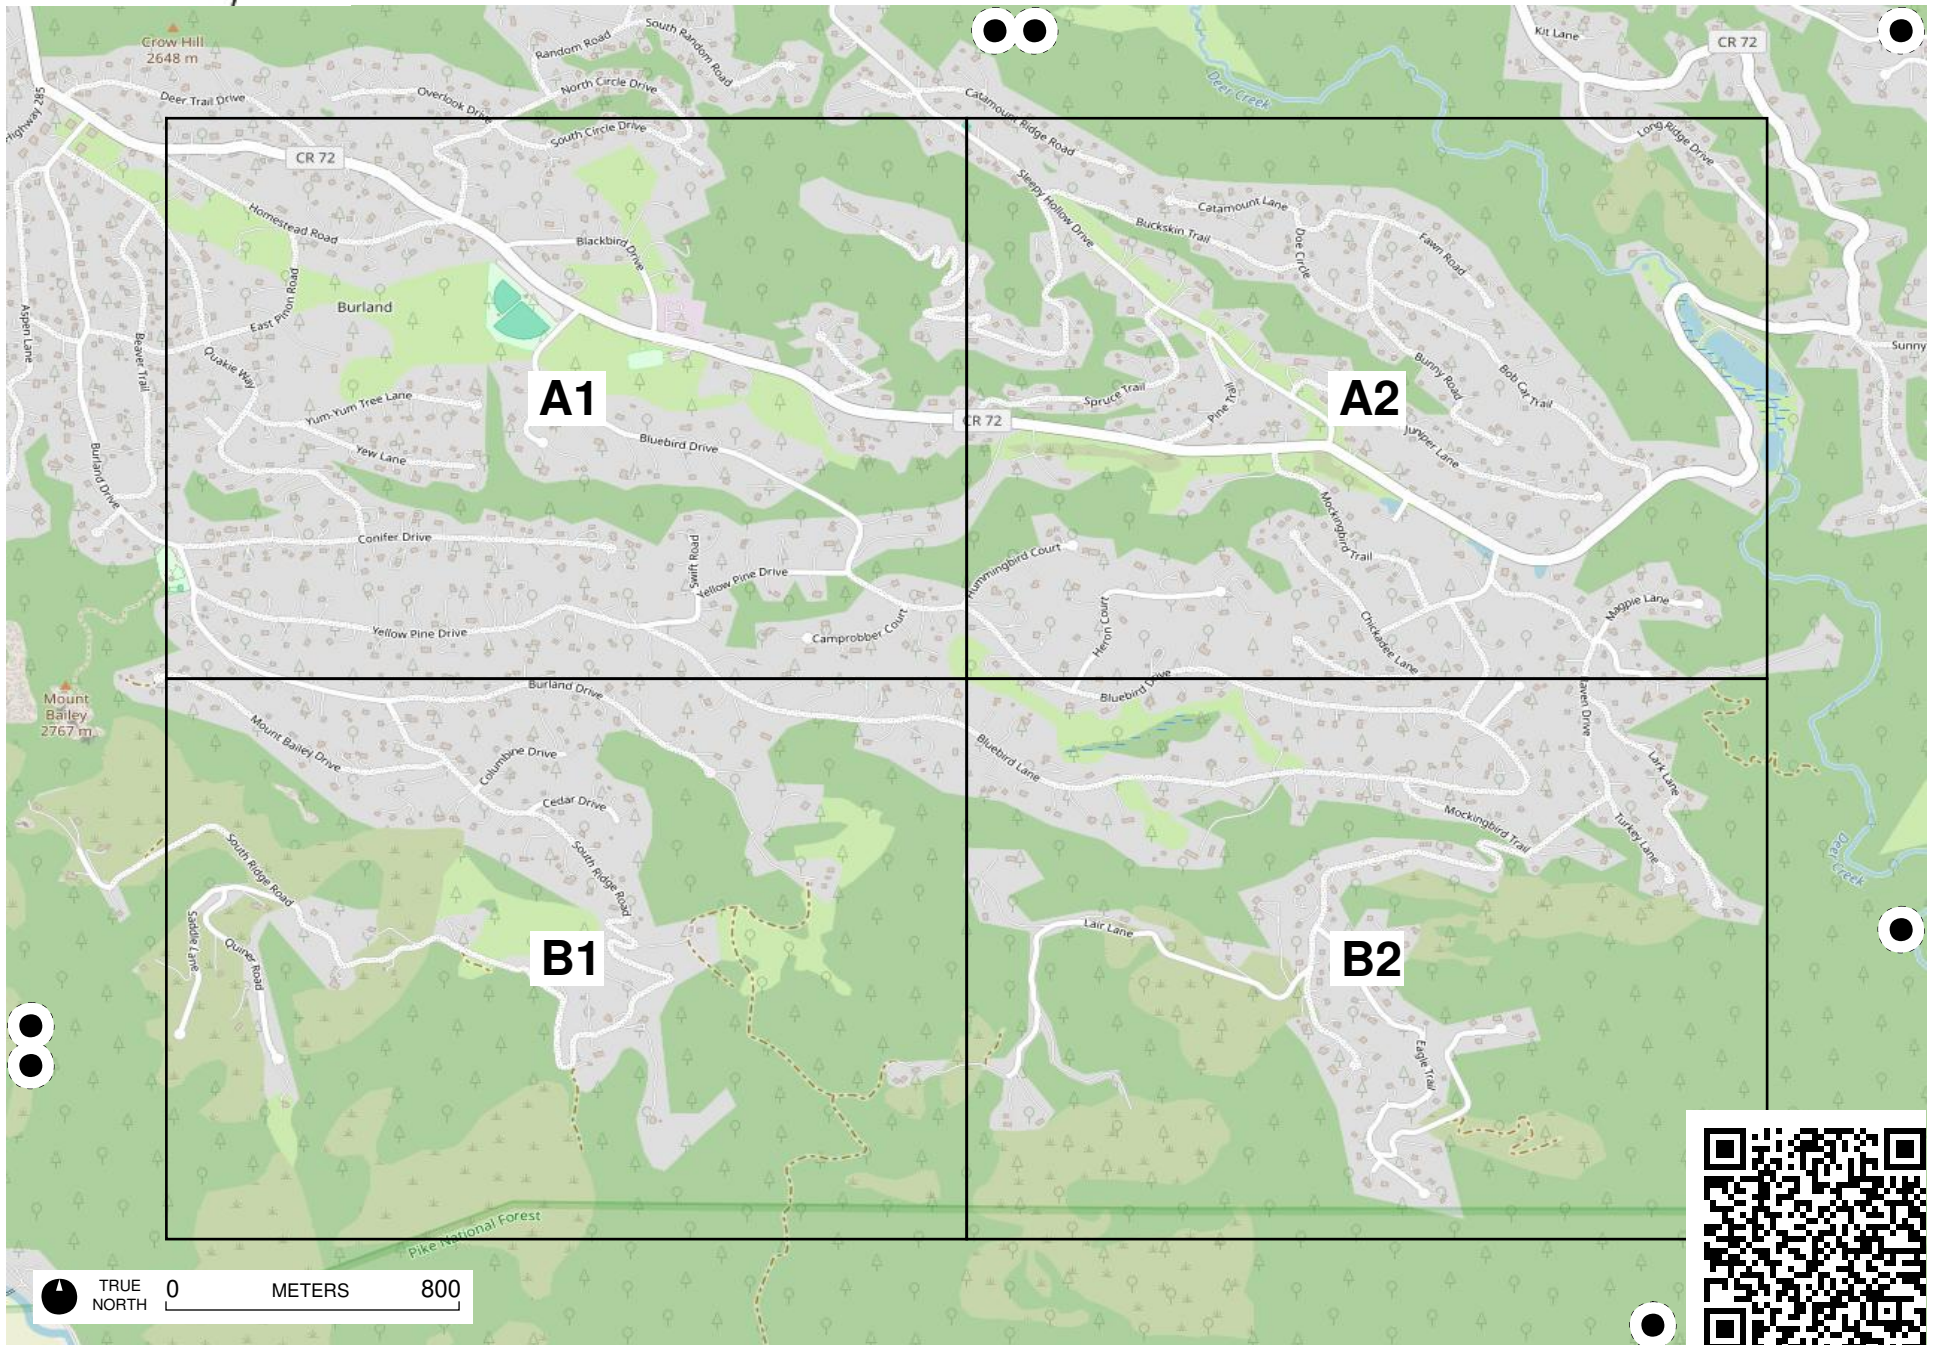 Crow Hill
2648 m
Random Road
South Random Road
Kit Lane
CR 72
Deer Trail Drive
Overlook Drive
North Circle Drive
South Circle Drive
Catamount Ridge Road
Deer Creek
Long Ridge Drive
Highway 285
CR 72
Homestead Road
Blackbird Drive
Sleepy Hollow Drive
Buckskin Trail
Catamount Lane
Doe Circle
Fawn Road
Burland
East Pinon Road
Aspen Lane
Beaver Trail
Quakie Way
Sunny
A1
A2
Yum-Yum Tree Lane
Spruce Trail
Pine Trail
Bunny Road
Bob Cat Trail
CR 72
Juniper Lane
Yew Lane
Bluebird Drive
Burland Drive
Mockingbird Trail
Conifer Drive
Swift Road
Yellow Pine Drive
Hummingbird Court
Heron Court
Chickadee Lane
Magpie Lane
Yellow Pine Drive
Camprobber Court
Mount
Bailey
2767 m
Burland Drive
Bluebird Drive
Raven Drive
Mount Bailey Drive
Columbine Drive
Bluebird Lane
Lark Lane
Cedar Drive
Mockingbird Trail
Turkey Lane
South Ridge Road
South Ridge Road
Deer Creek
Saddle Lane
Quiner Road
Lair Lane
B1
B2
Eagle Trail
Pike National Forest
TRUE
NORTH
0 METERS 800